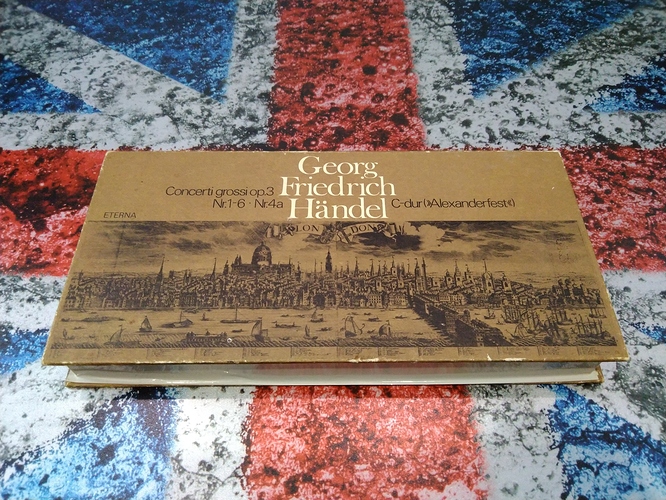 Georg
Friedrich
Händel
Concerti grossi op.3
Nr.1-6 · Nr.4a
C-dur (»Alexanderfest«)
ETERNA
LONDON